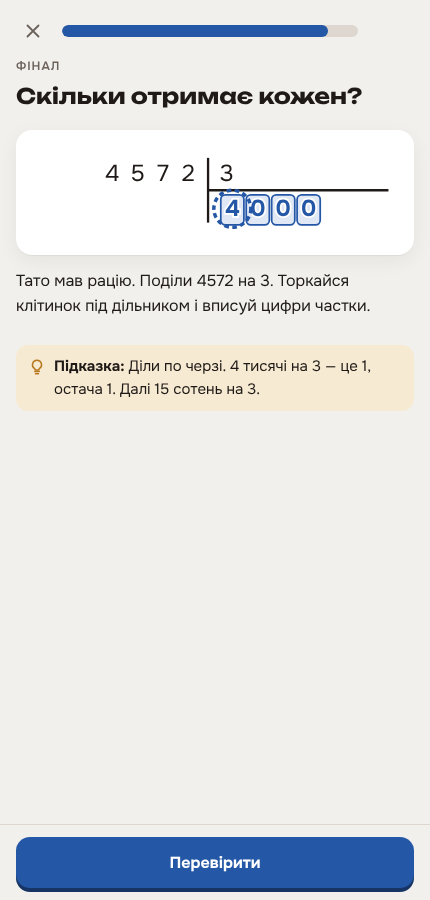 ФІНАЛ
Скільки отримає кожен?
4 5 7 2 3
4 0 0 0
Тато мав рацію. Поділи 4572 на 3. Торкайся
клітинок під дільником і вписуй цифри частки.
Підказка: Діли по черзі. 4 тисячі на 3 — це 1,
остача 1. Далі 15 сотень на 3.
Перевірити